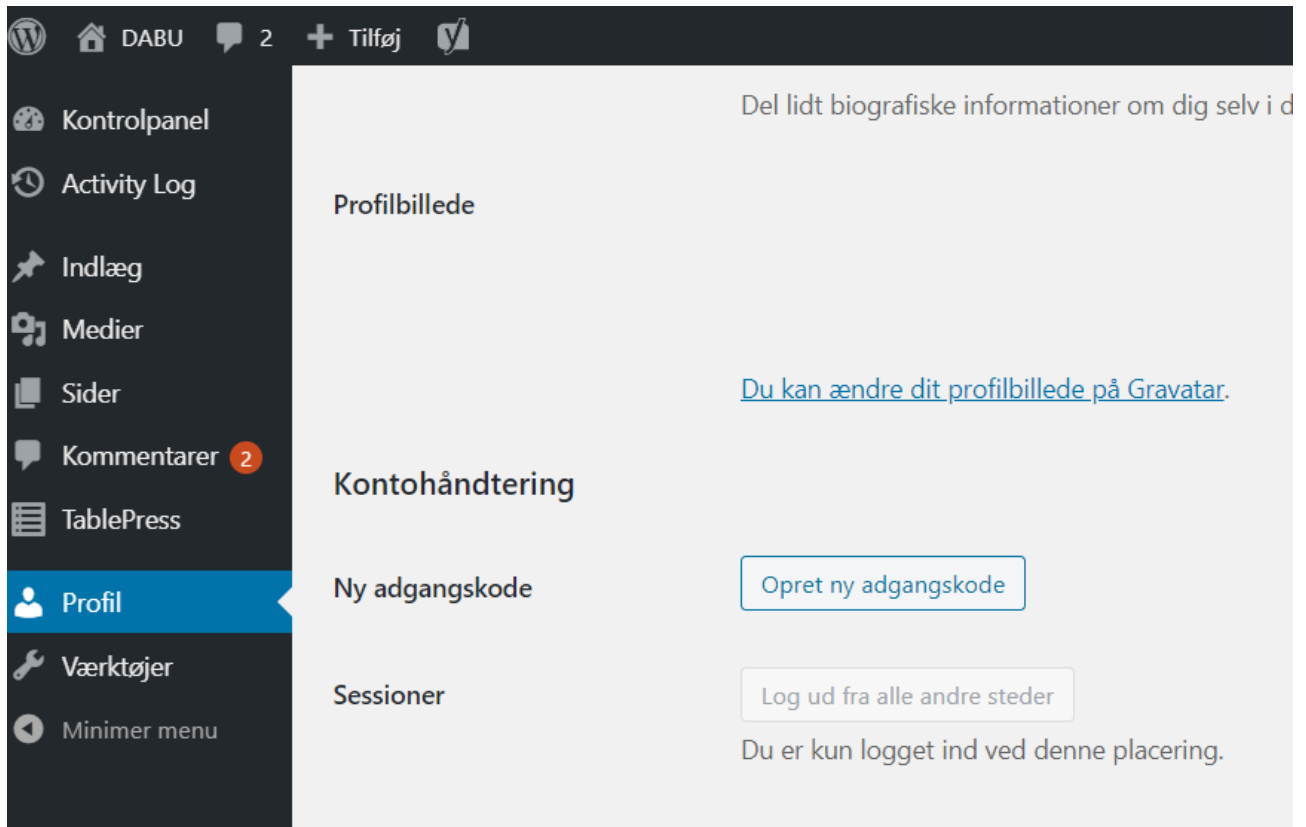 DABU 2 Tilføj
Kontrolpanel
Activity Log
Indlæg
Medier
Sider
Kommentarer 2
TablePress
Profil
Værktøjer
Minimer menu
Del lidt biografiske informationer om dig selv i d
Profilbillede
Du kan ændre dit profilbillede på Gravatar.
Kontohåndtering
Ny adgangskode Opret ny adgangskode
Sessioner Log ud fra alle andre steder
Du er kun logget ind ved denne placering.